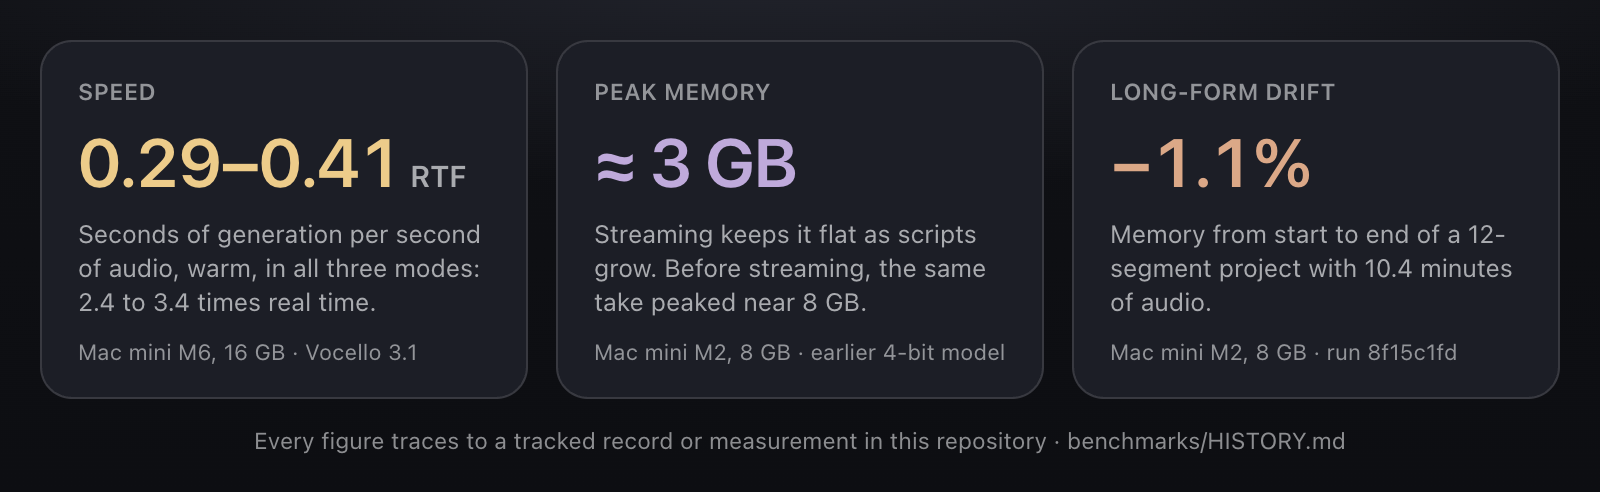 SPEED
0.29–0.41 RTF
Seconds of generation per second
of audio, warm, in all three modes:
2.4 to 3.4 times real time.
Mac mini M6, 16 GB · Vocello 3.1
PEAK MEMORY
≈ 3 GB
Streaming keeps it flat as scripts
grow. Before streaming, the same
take peaked near 8 GB.
Mac mini M2, 8 GB · earlier 4-bit model
LONG-FORM DRIFT
−1.1%
Memory from start to end of a 12-
segment project with 10.4 minutes
of audio.
Mac mini M2, 8 GB · run 8f15c1fd
Every figure traces to a tracked record or measurement in this repository · benchmarks/HISTORY.md